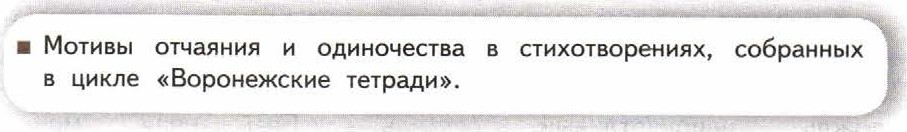 ▪ Мотивы отчаяния и одиночества в стихотворениях, собранных
в цикле «Воронежские тетради».